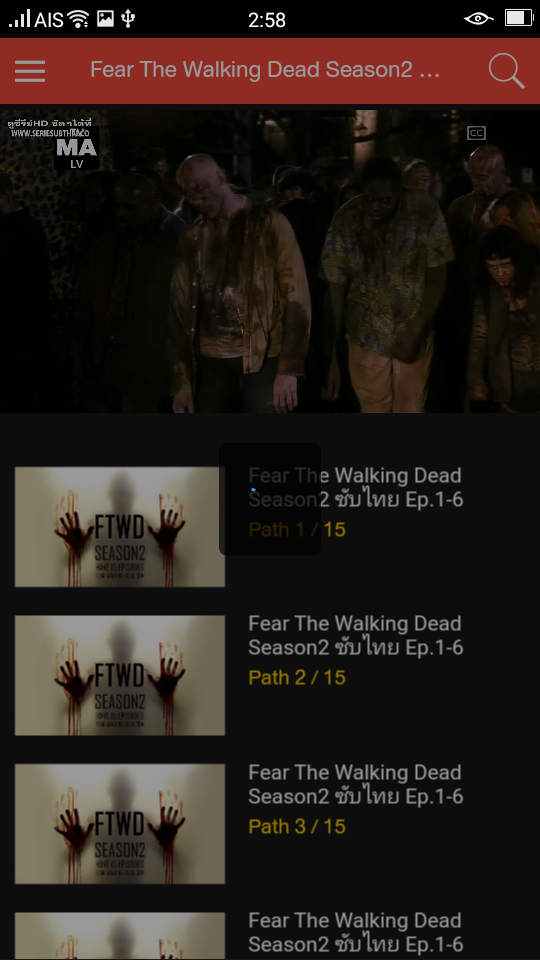 AIS
2:58
Fear The Walking Dead Season2 ...
ดูซีรี่ย์HD ชัดๆได้ที่
WWW.SERIESUBTHAI.CO
TV
MA
LV
CC
Fear The Walking Dead
Season2 ซับไทย Ep.1-6
Path 1 / 15
FTWD
SEASON2
Fear The Walking Dead
Season2 ซับไทย Ep.1-6
Path 2 / 15
FTWD
SEASON2
Fear The Walking Dead
Season2 ซับไทย Ep.1-6
Path 3 / 15
FTWD
SEASON2
Fear The Walking Dead
Season2 ซับไทย Ep.1-6
FTWD